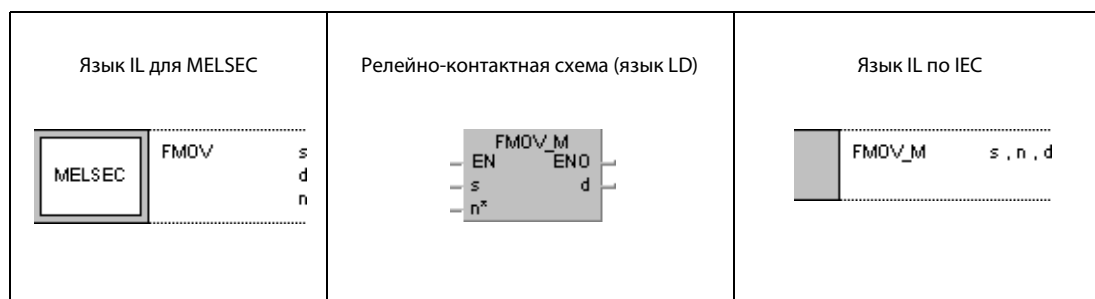 Язык IL для MELSEC
MELSEC
FMOV s
d
n
Релейно-контактная схема (язык LD)
FMOV_M
EN ENO
s d
n*
Язык IL по IEC
FMOV_M s , n , d